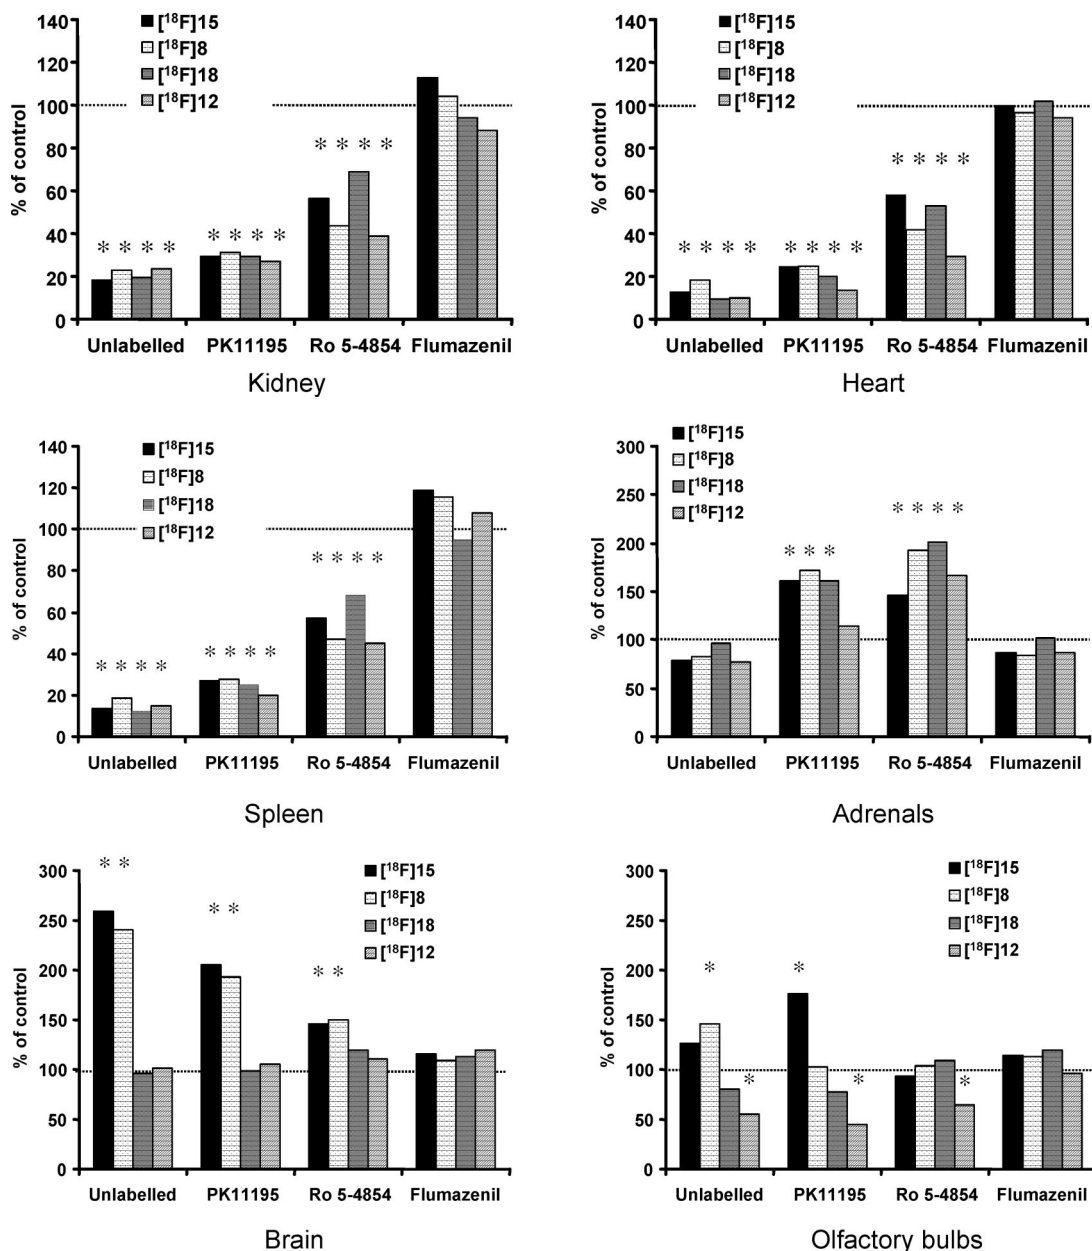 140
120
100
80
60
40
20
0
% of control
[¹⁸F]15
[¹⁸F]8
[¹⁸F]18
[¹⁸F]12
* * * *
* * * *
* * * *
Unlabelled PK11195 Ro 5-4854 Flumazenil
Kidney
140
120
100
80
60
40
20
0
% of control
[¹⁸F]15
[¹⁸F]8
[¹⁸F]18
[¹⁸F]12
* * * *
* * * *
* * * *
Unlabelled PK11195 Ro 5-4854 Flumazenil
Heart
140
120
100
80
60
40
20
0
% of control
[¹⁸F]15
[¹⁸F]8
[¹⁸F]18
[¹⁸F]12
* * * *
* * * *
* * * *
Unlabelled PK11195 Ro 5-4854 Flumazenil
Spleen
300
250
200
150
100
50
0
% of control
[¹⁸F]15
[¹⁸F]8
[¹⁸F]18
[¹⁸F]12
* * *
* * * *
Unlabelled PK11195 Ro 5-4854 Flumazenil
Adrenals
300
250
200
150
100
50
0
% of control
[¹⁸F]15
[¹⁸F]8
[¹⁸F]18
[¹⁸F]12
* *
* *
* *
Unlabelled PK11195 Ro 5-4854 Flumazenil
Brain
300
250
200
150
100
50
0
% of control
[¹⁸F]15
[¹⁸F]8
[¹⁸F]18
[¹⁸F]12
* *
* * *
Unlabelled PK11195 Ro 5-4854 Flumazenil
Olfactory bulbs